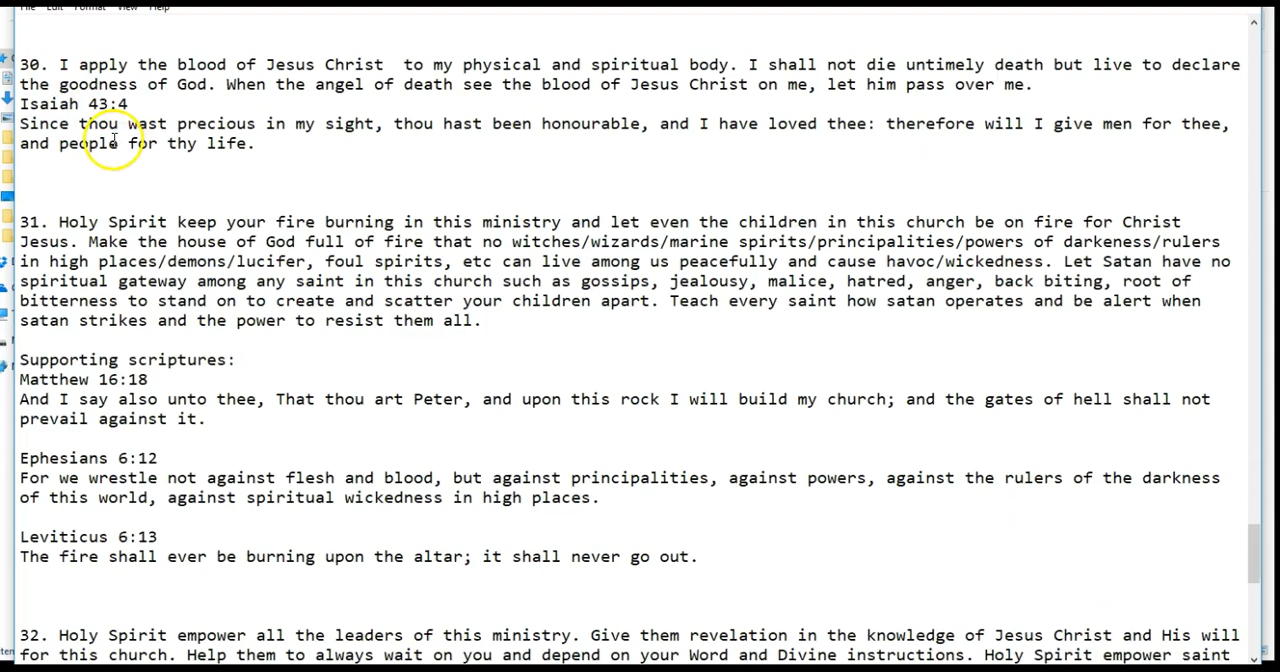 File Edit Format View Help
30. I apply the blood of Jesus Christ  to my physical and spiritual body. I shall not die untimely death but live to declare
the goodness of God. When the angel of death see the blood of Jesus Christ on me, let him pass over me.
Isaiah 43:4
Since thou wast precious in my sight, thou hast been honourable, and I have loved thee: therefore will I give men for thee,
and people for thy life.
31. Holy Spirit keep your fire burning in this ministry and let even the children in this church be on fire for Christ
Jesus. Make the house of God full of fire that no witches/wizards/marine spirits/principalities/powers of darkeness/rulers
in high places/demons/lucifer, foul spirits, etc can live among us peacefully and cause havoc/wickedness. Let Satan have no
spiritual gateway among any saint in this church such as gossips, jealousy, malice, hatred, anger, back biting, root of
bitterness to stand on to create and scatter your children apart. Teach every saint how satan operates and be alert when
satan strikes and the power to resist them all.
Supporting scriptures:
Matthew 16:18
And I say also unto thee, That thou art Peter, and upon this rock I will build my church; and the gates of hell shall not
prevail against it.
Ephesians 6:12
For we wrestle not against flesh and blood, but against principalities, against powers, against the rulers of the darkness
of this world, against spiritual wickedness in high places.
Leviticus 6:13
The fire shall ever be burning upon the altar; it shall never go out.
32. Holy Spirit empower all the leaders of this ministry. Give them revelation in the knowledge of Jesus Christ and His will
for this church. Help them to always wait on you and depend on your Word and Divine instructions. Holy Spirit empower saint